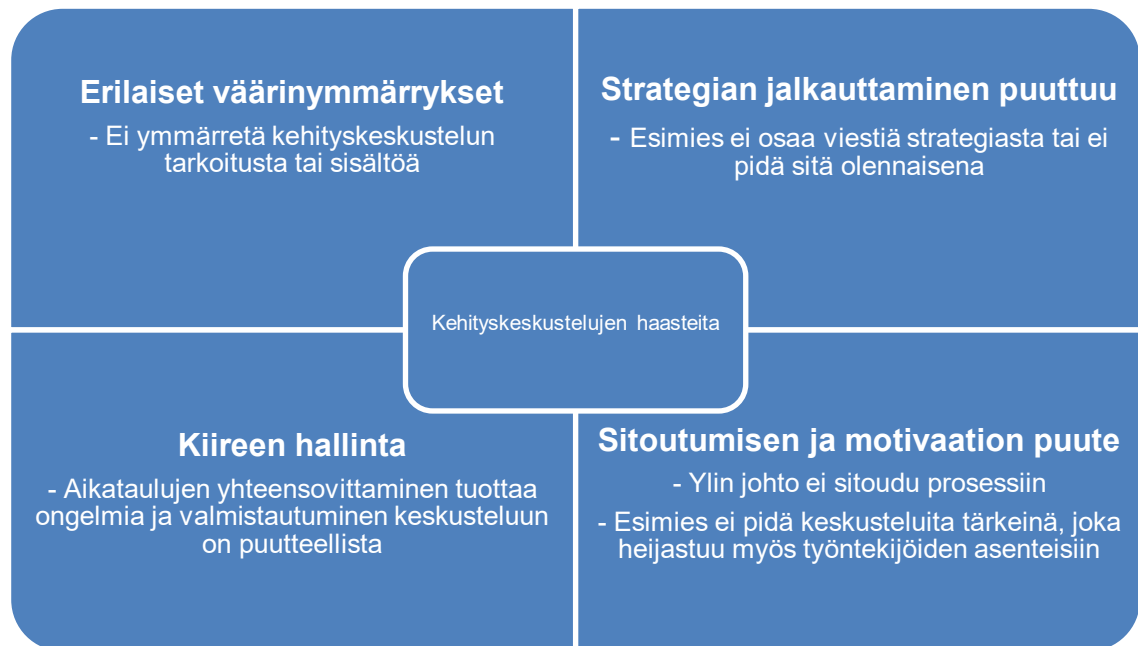 Erilaiset väärinymmärrykset
- Ei ymmärretä kehityskeskustelun
tarkoitusta tai sisältöä
Strategian jalkauttaminen puuttuu
- Esimies ei osaa viestiä strategiasta tai ei
pidä sitä olennaisena
Kehityskeskustelujen haasteita
Kiireen hallinta
- Aikataulujen yhteensovittaminen tuottaa
ongelmia ja valmistautuminen keskusteluun
on puutteellista
Sitoutumisen ja motivaation puute
- Ylin johto ei sitoudu prosessiin
- Esimies ei pidä keskusteluita tärkeinä, joka
heijastuu myös työntekijöiden asenteisiin